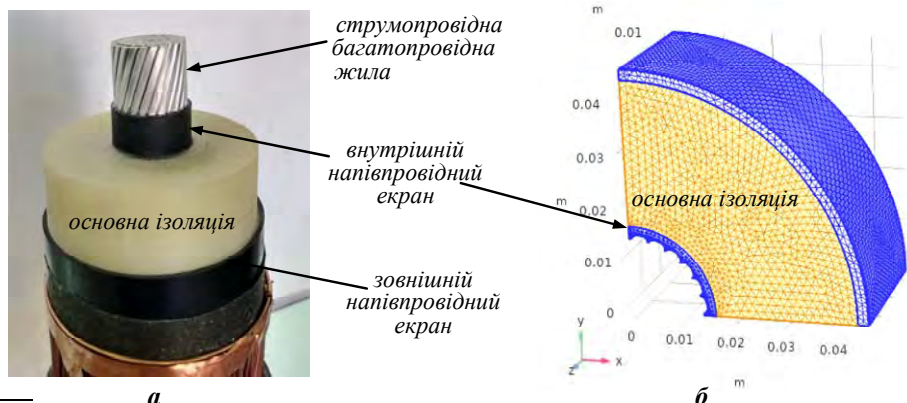 струмопровідна
багатопровідна
жила
внутрішній
напівпровідний
екран
основна ізоляція
зовнішній
напівпровідний
екран
а
m
0.01
0.04
0.03
m
0.02
0.01
0
основна ізоляція
y
z
x
0
0.01
0.02
0.03
0.04
m
б